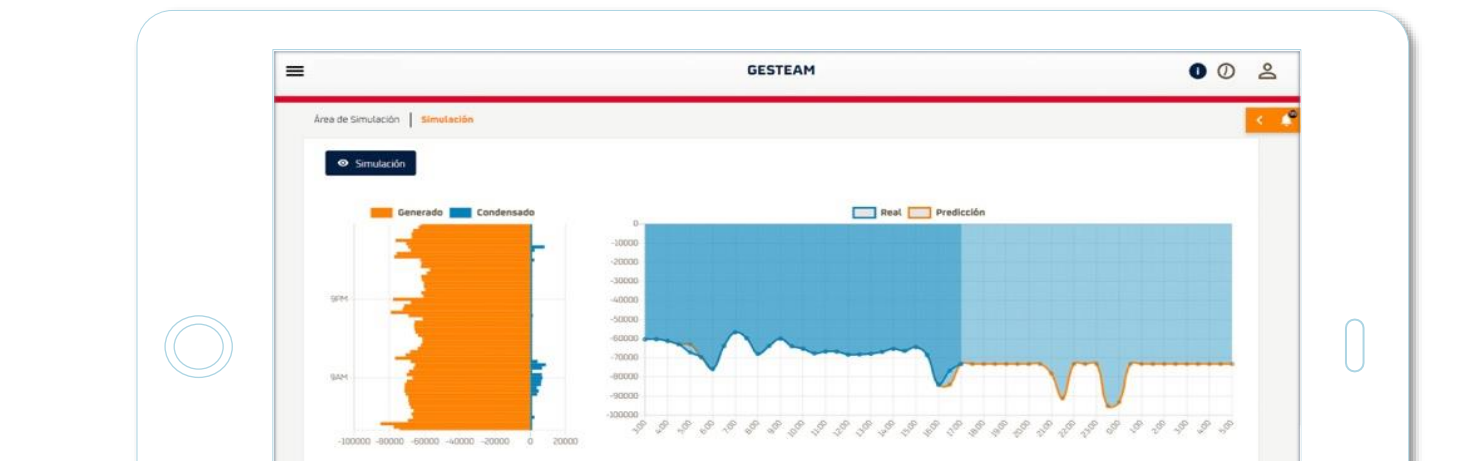 GESTEAM
Área de Simulación | Simulación
Simulación
Generado Condensado
9PM
9AM
-100000 -80000 -60000 -40000 -20000 0 20000
Real Predicción
0
-10000
-20000
-30000
-40000
-50000
-60000
-70000
-80000
-90000
-100000
3:00 4:00 5:00 6:00 7:00 8:00 9:00 10:00 11:00 12:00 13:00 14:00 15:00 16:00 17:00 18:00 19:00 20:00 21:00 22:00 23:00 0:00 1:00 2:00 3:00 4:00 5:00